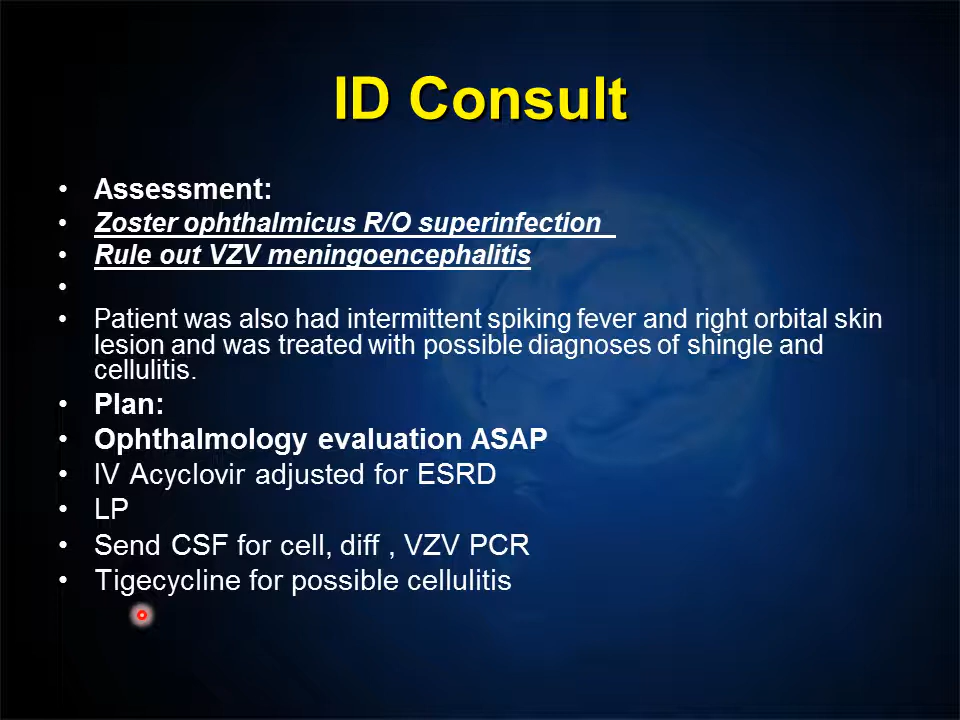 ID Consult
• Assessment:
• Zoster ophthalmicus R/O superinfection
• Rule out VZV meningoencephalitis
•
• Patient was also had intermittent spiking fever and right orbital skin
lesion and was treated with possible diagnoses of shingle and
cellulitis.
• Plan:
• Ophthalmology evaluation ASAP
• IV Acyclovir adjusted for ESRD
• LP
• Send CSF for cell, diff , VZV PCR
• Tigecycline for possible cellulitis